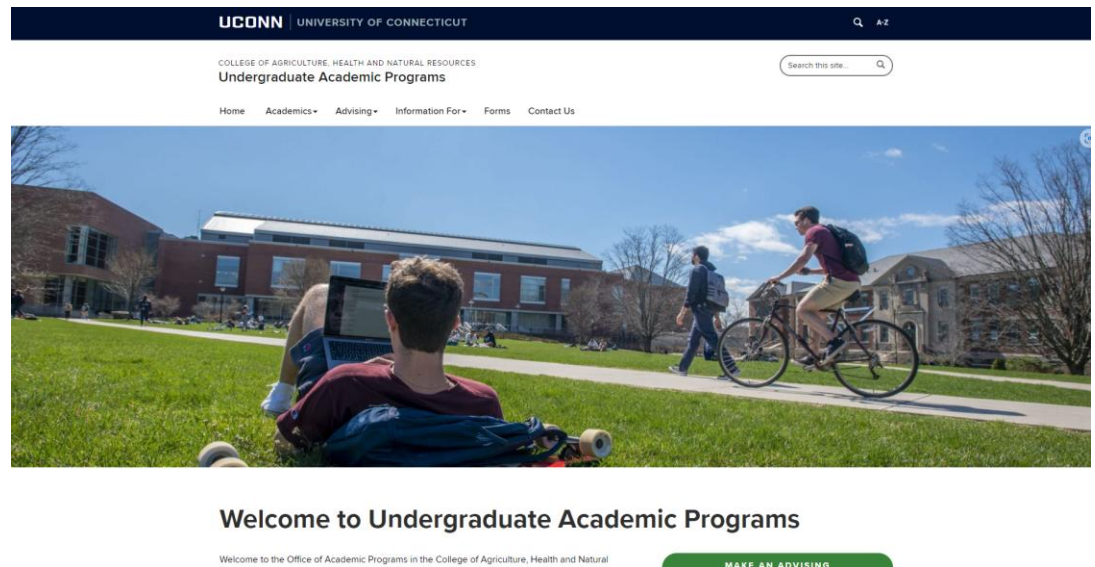 UCONN UNIVERSITY OF CONNECTICUT A-Z
COLLEGE OF AGRICULTURE, HEALTH AND NATURAL RESOURCES
Undergraduate Academic Programs
Search this site...
Home Academics Advising Information For Forms Contact Us
Welcome to Undergraduate Academic Programs
Welcome to the Office of Academic Programs in the College of Agriculture, Health and Natural
MAKE AN ADVISING